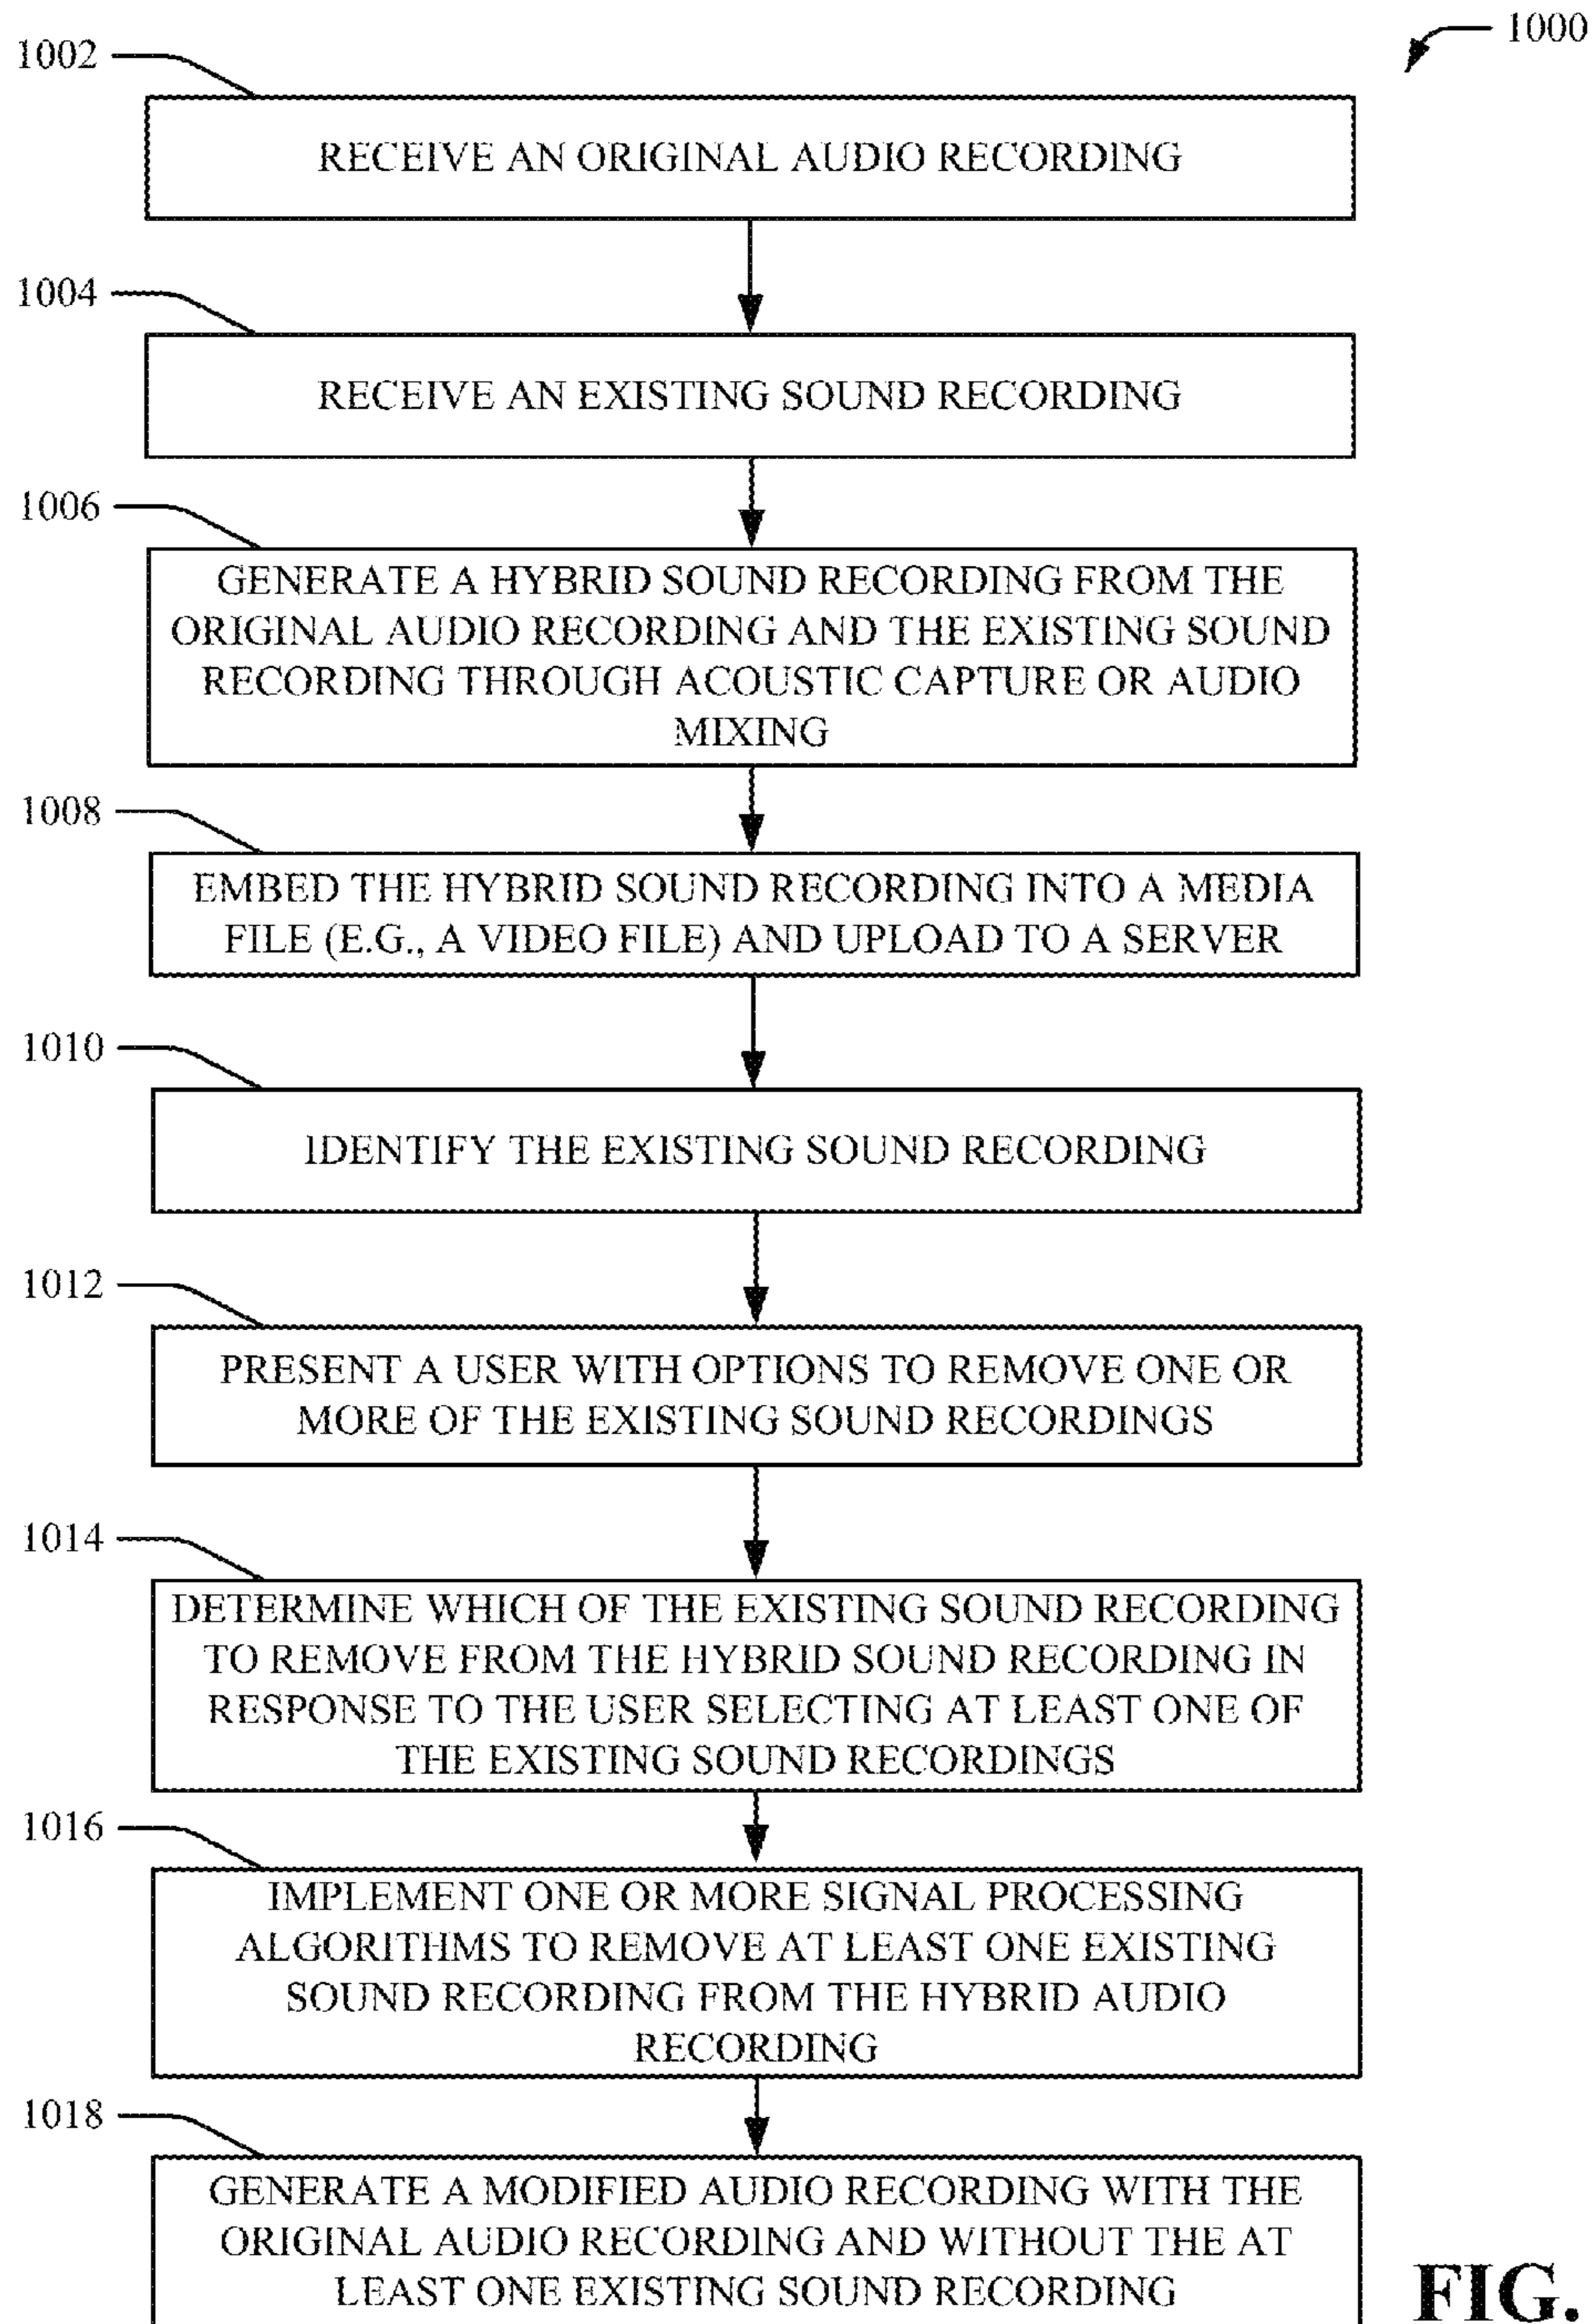 1000
1002
RECEIVE AN ORIGINAL AUDIO RECORDING
1004
RECEIVE AN EXISTING SOUND RECORDING
1006
GENERATE A HYBRID SOUND RECORDING FROM THE
ORIGINAL AUDIO RECORDING AND THE EXISTING SOUND
RECORDING THROUGH ACOUSTIC CAPTURE OR AUDIO
MIXING
1008
EMBED THE HYBRID SOUND RECORDING INTO A MEDIA
FILE (E.G., A VIDEO FILE) AND UPLOAD TO A SERVER
1010
IDENTIFY THE EXISTING SOUND RECORDING
1012
PRESENT A USER WITH OPTIONS TO REMOVE ONE OR
MORE OF THE EXISTING SOUND RECORDINGS
1014
DETERMINE WHICH OF THE EXISTING SOUND RECORDING
TO REMOVE FROM THE HYBRID SOUND RECORDING IN
RESPONSE TO THE USER SELECTING AT LEAST ONE OF
THE EXISTING SOUND RECORDINGS
1016
IMPLEMENT ONE OR MORE SIGNAL PROCESSING
ALGORITHMS TO REMOVE AT LEAST ONE EXISTING
SOUND RECORDING FROM THE HYBRID AUDIO
RECORDING
1018
GENERATE A MODIFIED AUDIO RECORDING WITH THE
ORIGINAL AUDIO RECORDING AND WITHOUT THE AT
LEAST ONE EXISTING SOUND RECORDING
FIG.